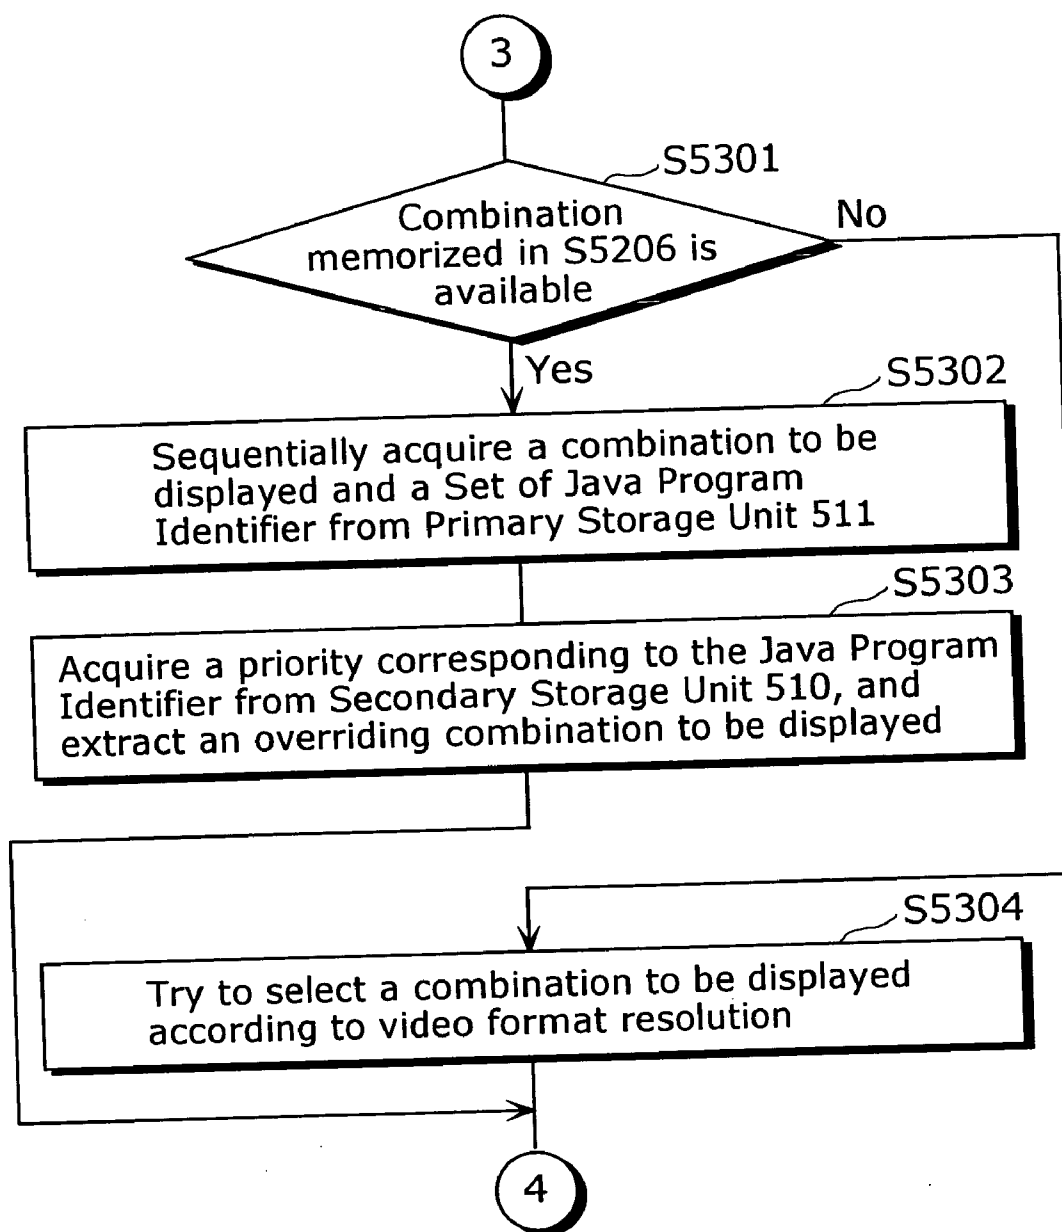 3
S5301
Combination
memorized in S5206 is
available
No
Yes
S5302
Sequentially acquire a combination to be
displayed and a Set of Java Program
Identifier from Primary Storage Unit 511
S5303
Acquire a priority corresponding to the Java Program
Identifier from Secondary Storage Unit 510, and
extract an overriding combination to be displayed
S5304
Try to select a combination to be displayed
according to video format resolution
4